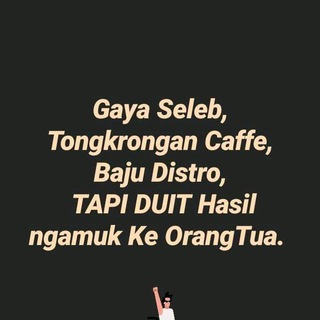 Gaya Seleb,
Tongkrongan Caffe,
Baju Distro,
TAPI DUIT Hasil
ngamuk Ke OrangTua.